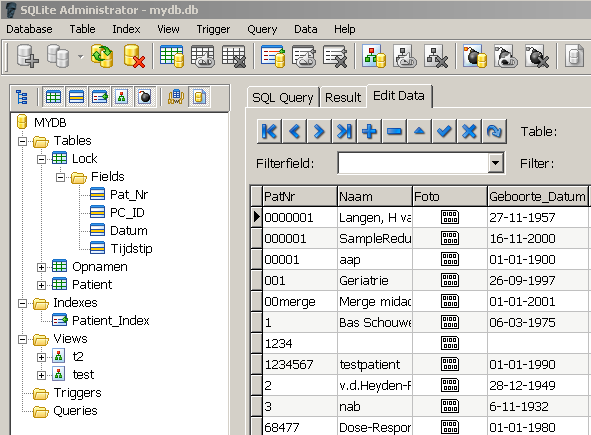 SQLite Administrator - mydb.db
Database Table Index View Trigger Query Data Help
MYDB
Tables
Lock
Fields
Pat_Nr
PC_ID
Datum
Tijdstip
Opnamen
Patient
Indexes
Patient_Index
Views
t2
test
Triggers
Queries
SQL Query Result Edit Data
Table:
Filterfield: Filter:
PatNr Naam Foto Geboorte_Datum
0000001 Langen, H va 27-11-1957
000001 SampleRedu 16-11-2000
00001 aap 01-01-1900
001 Geriatrie 26-09-1997
00merge Merge midac 01-01-2001
1 Bas Schouwe 06-03-1975
1234
1234567 testpatient 01-01-1990
2 v.d.Heyden-F 28-12-1949
3 nab 6-11-1932
68477 Dose-Respor 01-01-1980